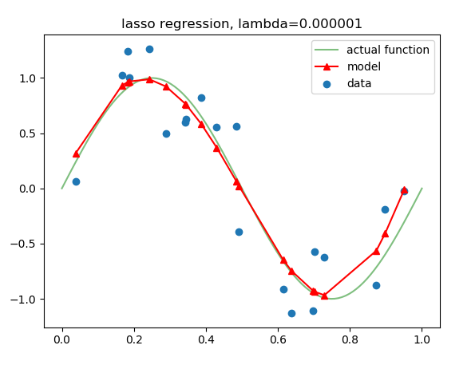 lasso regression, lambda=0.000001
actual function
model
data
1.0
0.5
0.0
−0.5
−1.0
0.0 0.2 0.4 0.6 0.8 1.0